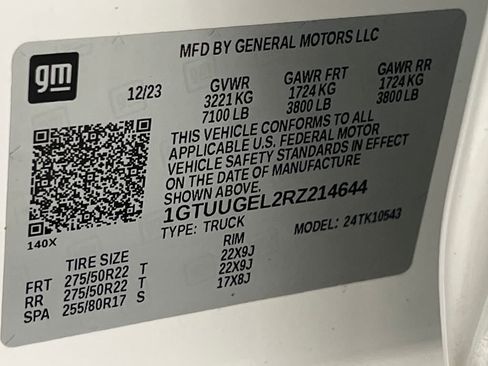 gm
MFD BY GENERAL MOTORS LLC
12/23 GVWR GAWR FRT GAWR RR
3221 KG 1724 KG 1724 KG
7100 LB 3800 LB 3800 LB
THIS VEHICLE CONFORMS TO ALL
APPLICABLE U.S. FEDERAL MOTOR
VEHICLE SAFETY STANDARDS IN EFFECT
ON THE DATE OF MANUFACTURE
SHOWN ABOVE.
1GTUUGEL2RZ214644
TYPE: TRUCK MODEL: 24TK10543
140X
TIRE SIZE RIM
FRT 275/50R22 T 22X9J
RR 275/50R22 T 22X9J
SPA 255/80R17 S 17X8J